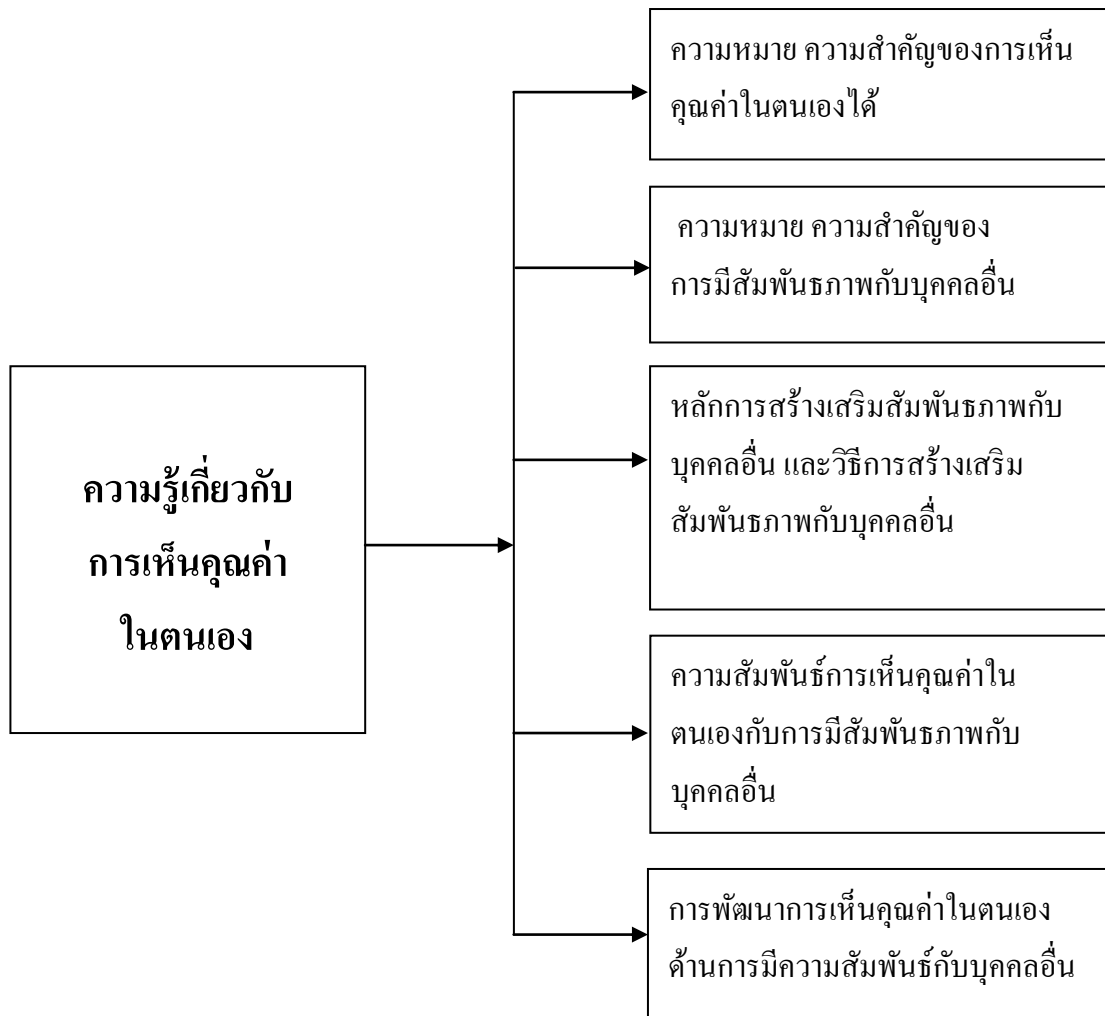 ความหมาย ความสำคัญของการเห็น
คุณค่าในตนเองได้
ความหมาย ความสำคัญของ
การมีสัมพันธภาพกับบุคคลอื่น
หลักการสร้างเสริมสัมพันธภาพกับ
บุคคลอื่น และวิธีการสร้างเสริม
สัมพันธภาพกับบุคคลอื่น
ความรู้เกี่ยวกับ
การเห็นคุณค่า
ในตนเอง
ความสัมพันธ์การเห็นคุณค่าใน
ตนเองกับการมีสัมพันธภาพกับ
บุคคลอื่น
การพัฒนาการเห็นคุณค่าในตนเอง
ด้านการมีความสัมพันธ์กับบุคคลอื่น